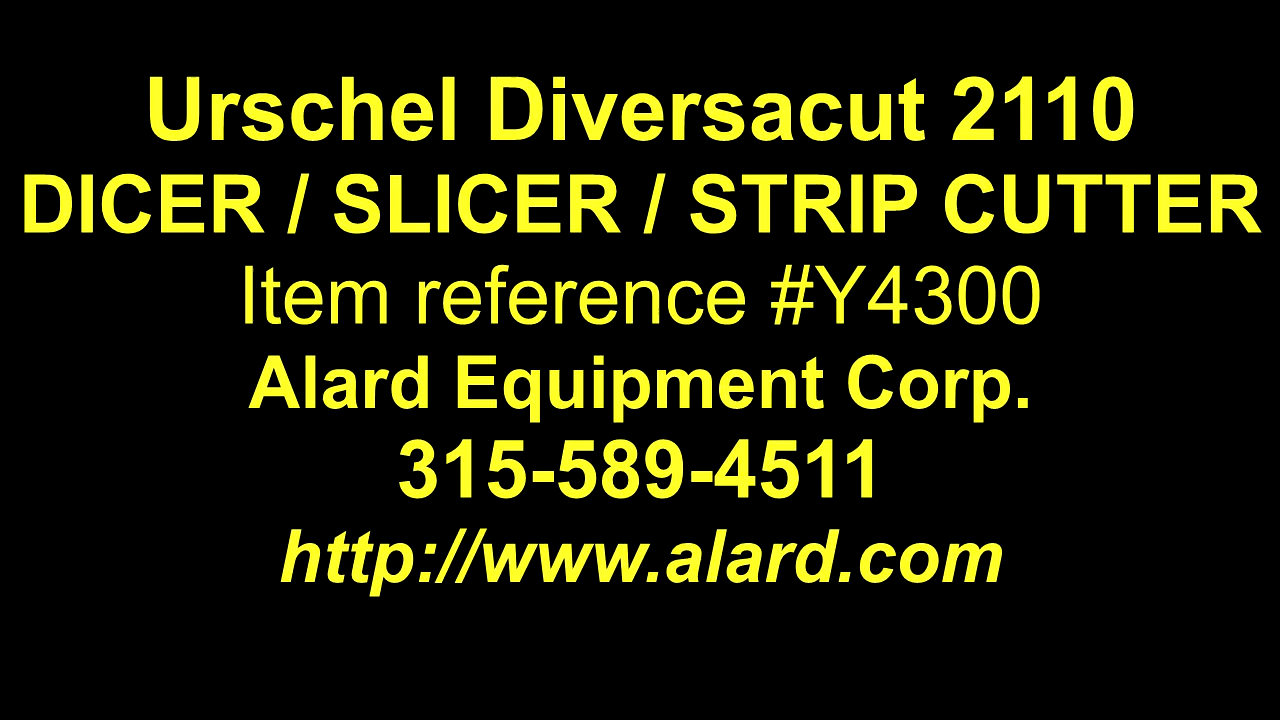 Urschel Diversacut 2110
DICER / SLICER / STRIP CUTTER
Item reference #Y4300
Alard Equipment Corp.
315-589-4511
http://www.alard.com